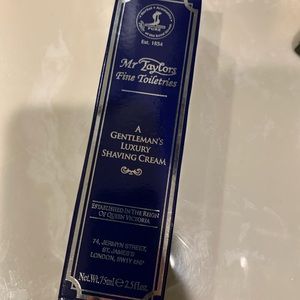 Est. 1854
Mr Taylors
Fine Toiletries
A
GENTLEMAN'S
LUXURY
SHAVING CREAM
ESTABLISHED IN THE REIGN
OF QUEEN VICTORIA
74, JERMYN STREET,
ST. JAMES'S
LONDON, SW1Y 6NP
Net.Wt. 75ml e 2.5 fl.oz.